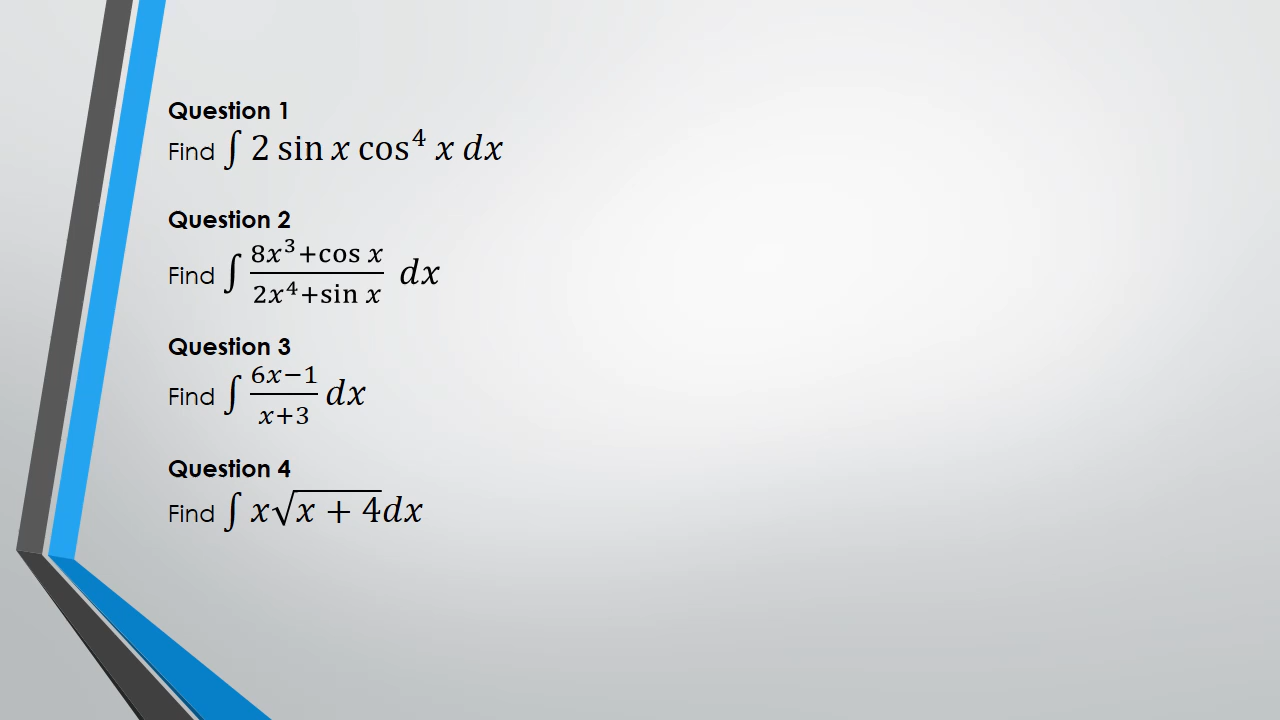 Question 1
Find ∫ 2 sin x cos⁴ x dx
Question 2
Find ∫ (8x³+cos x)/(2x⁴+sin x) dx
Question 3
Find ∫ (6x−1)/(x+3) dx
Question 4
Find ∫ x√(x + 4)dx